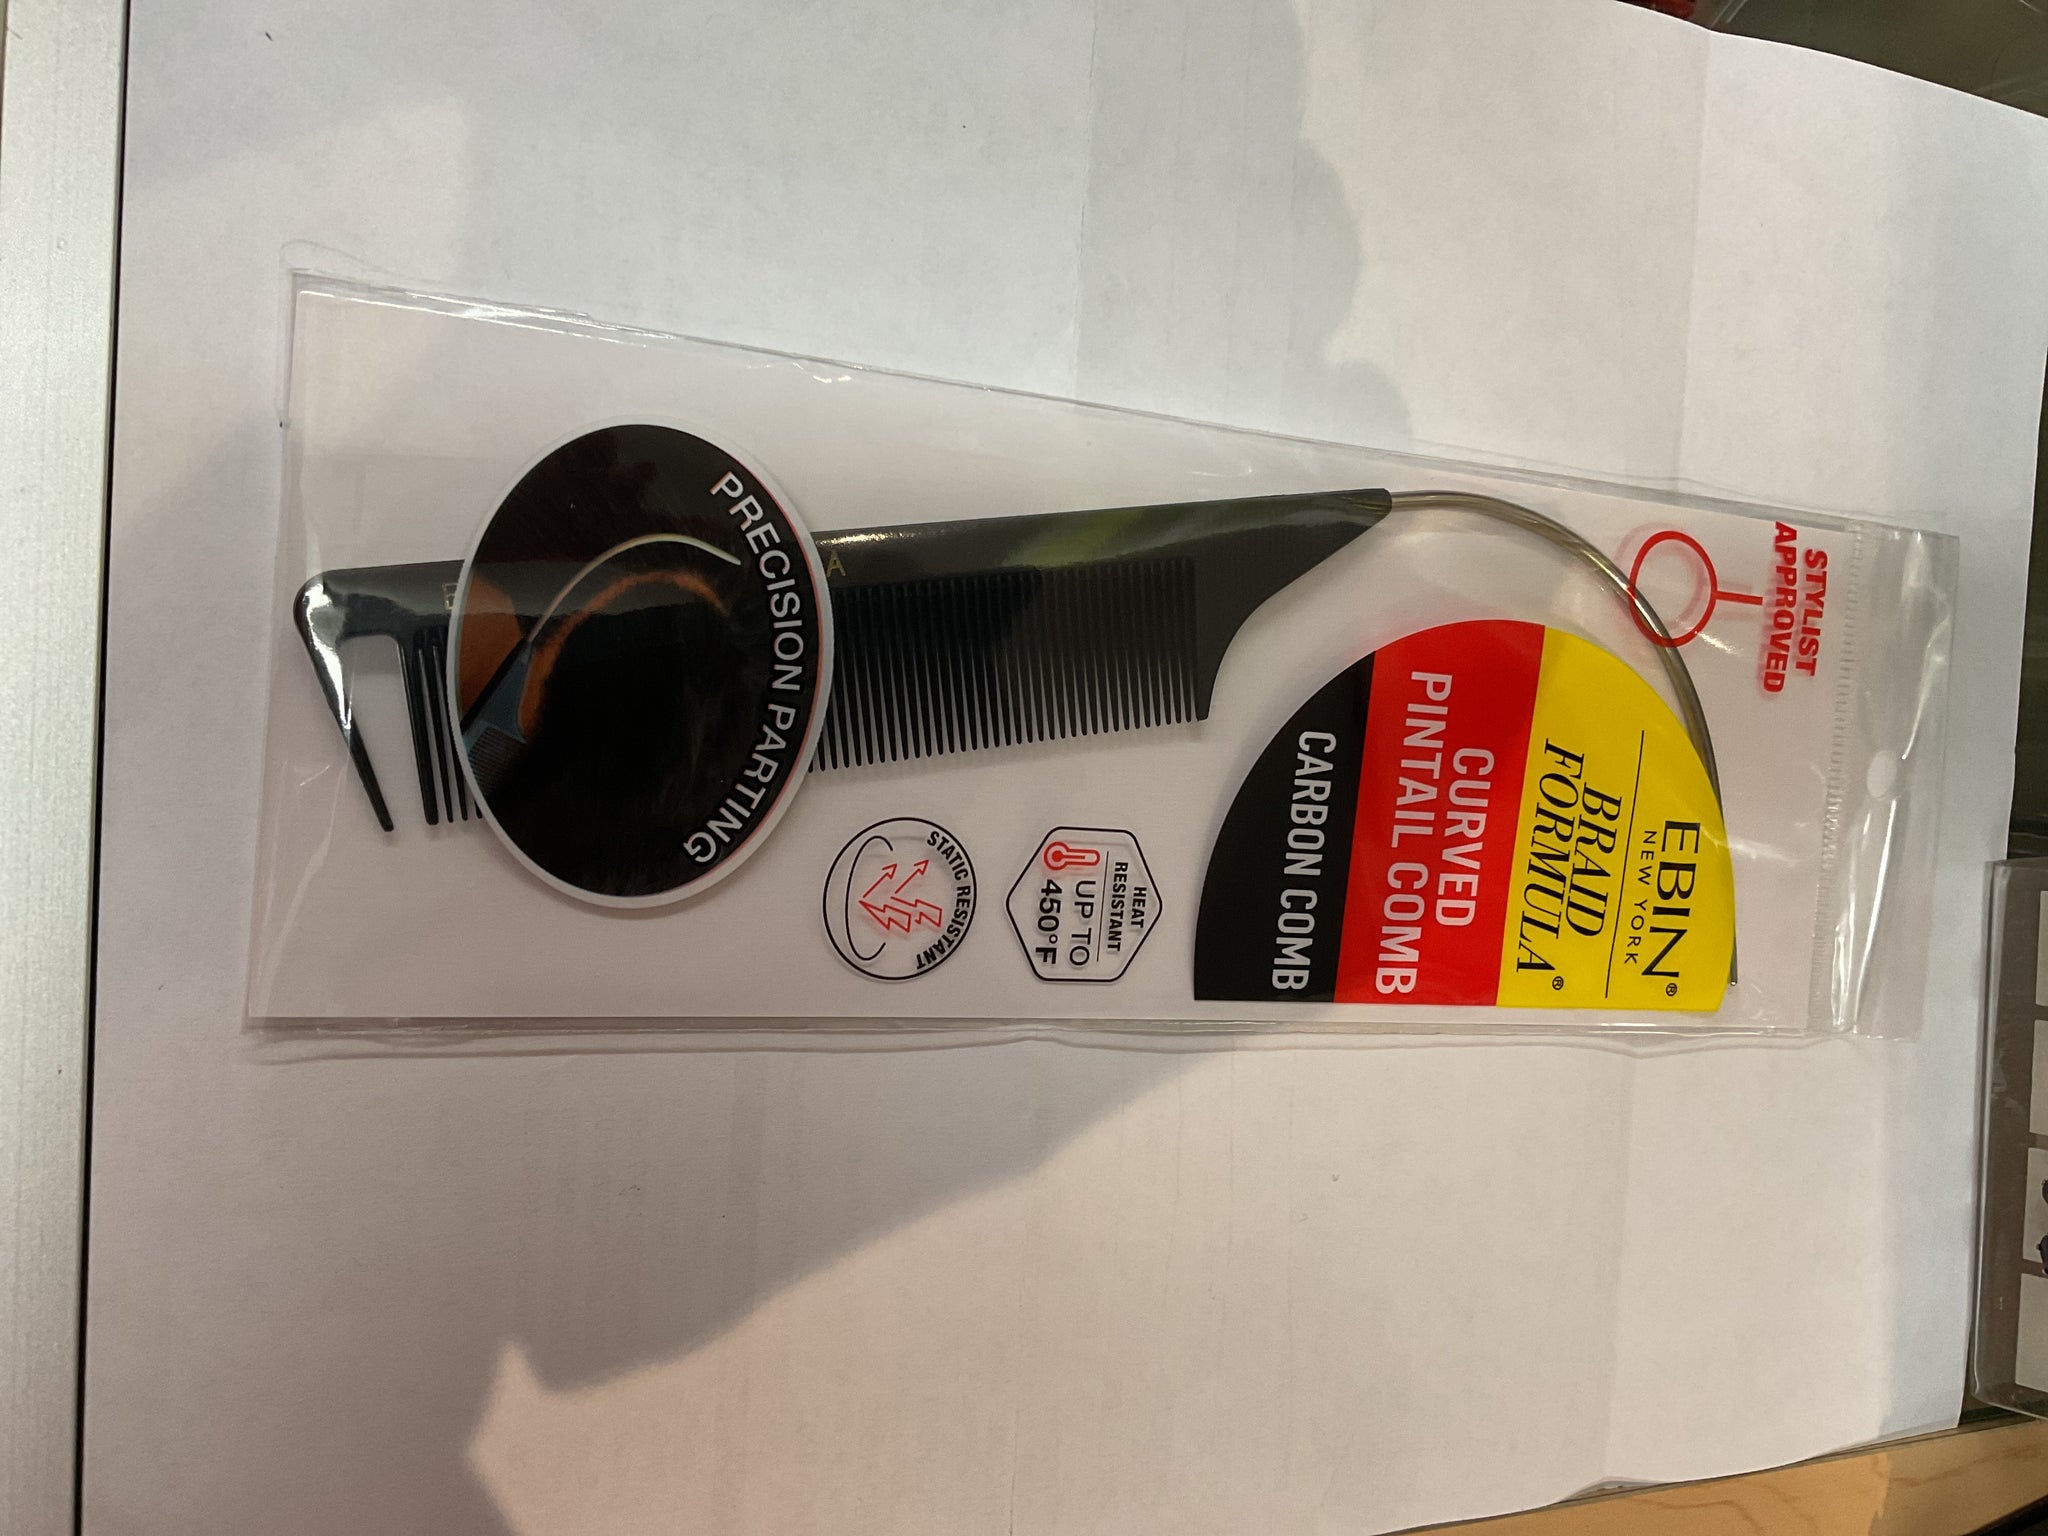 STYLIST
APPROVED
EBIN®
NEW YORK
BRAID
FORMULA®
CURVED
PINTAIL COMB
CARBON COMB
HEAT
RESISTANT
UP TO
450°F
STATIC RESISTANT
PRECISION PARTING